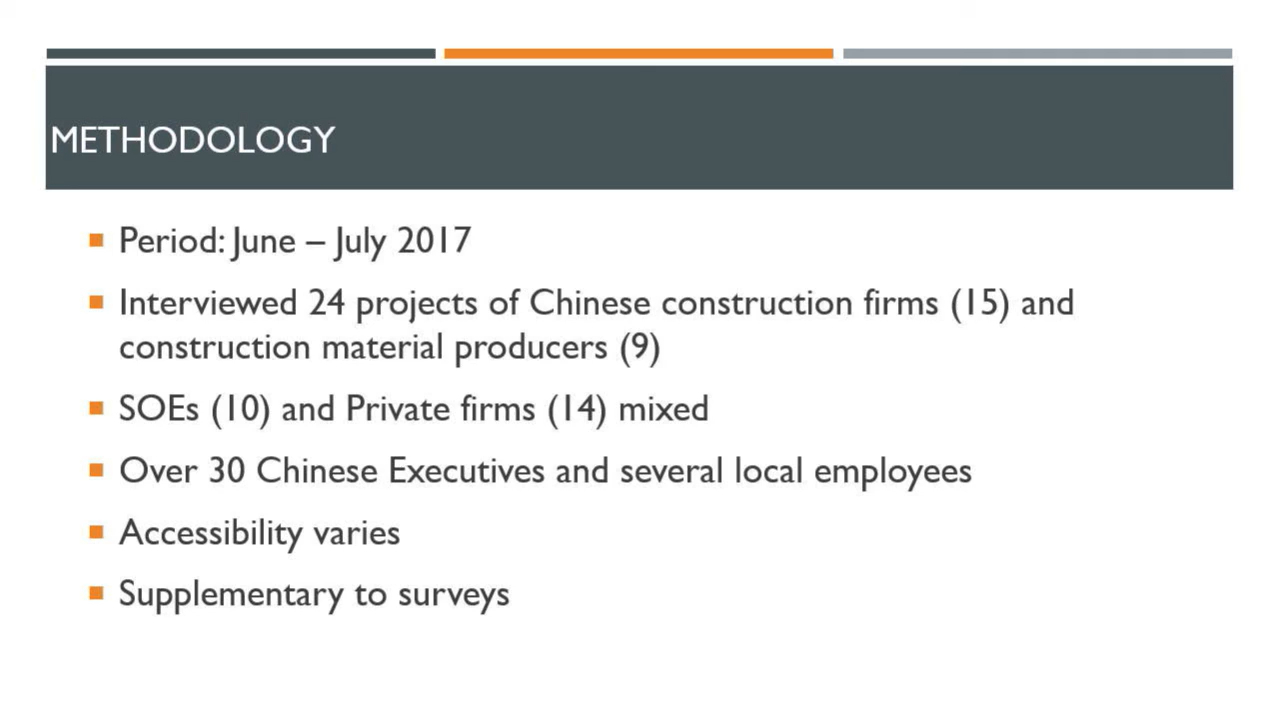 METHODOLOGY
Period: June – July 2017
Interviewed 24 projects of Chinese construction firms (15) and
construction material producers (9)
SOEs (10) and Private firms (14) mixed
Over 30 Chinese Executives and several local employees
Accessibility varies
Supplementary to surveys